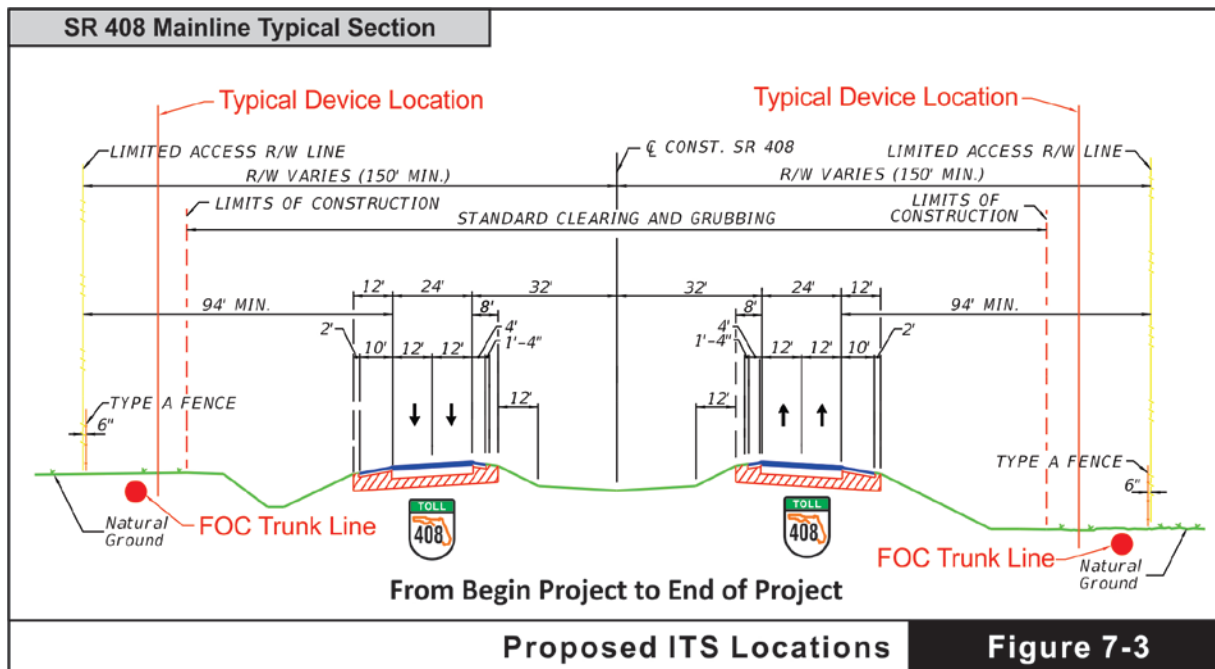 SR 408 Mainline Typical Section
Typical Device Location
Typical Device Location
LIMITED ACCESS R/W LINE
℄ CONST. SR 408
LIMITED ACCESS R/W LINE
R/W VARIES (150' MIN.)
R/W VARIES (150' MIN.)
LIMITS OF CONSTRUCTION
STANDARD CLEARING AND GRUBBING
LIMITS OF
CONSTRUCTION
12'
24'
32'
32'
24'
12'
94' MIN.
8'
8'
94' MIN.
2'
4'
4'
2'
1'-4"
1'-4"
10'
12'
12'
12'
12'
10'
12'
12'
TYPE A FENCE
6"
TYPE A FENCE
6"
Natural
Ground
FOC Trunk Line
TOLL
408
TOLL
408
FOC Trunk Line
Natural
Ground
From Begin Project to End of Project
Proposed ITS Locations
Figure 7-3